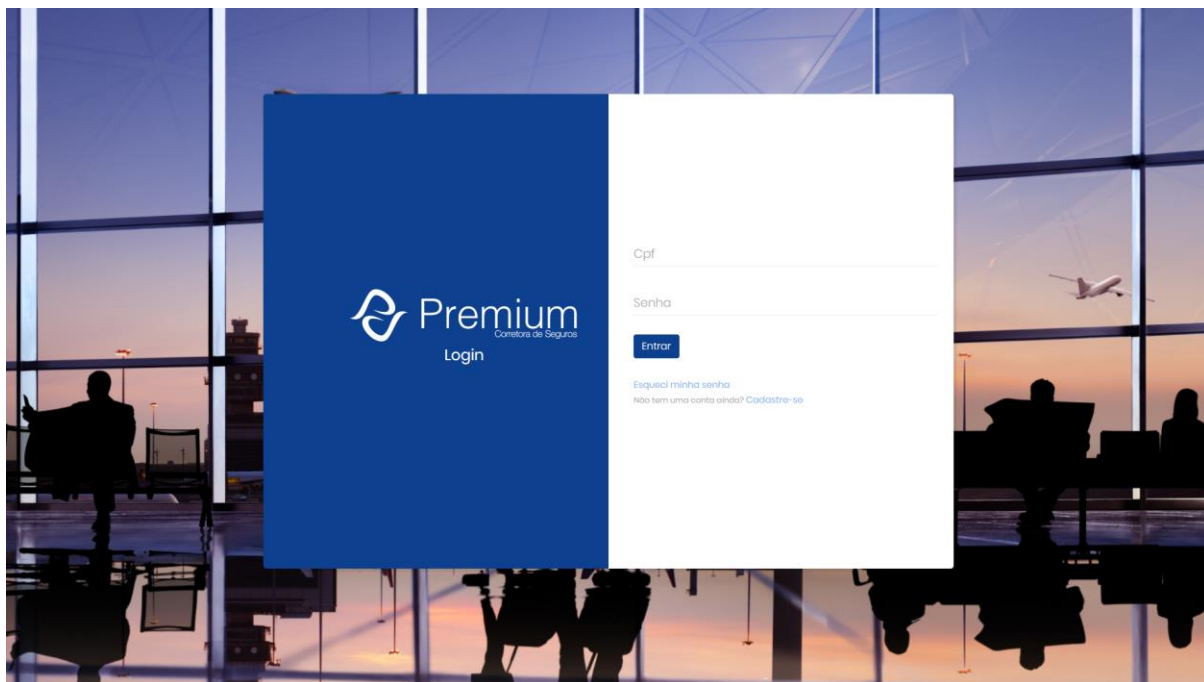 Premium
Corretora de Seguros
Login
Cpf
Senha
Entrar
Esqueci minha senha
Não tem uma conta ainda? Cadastre-se